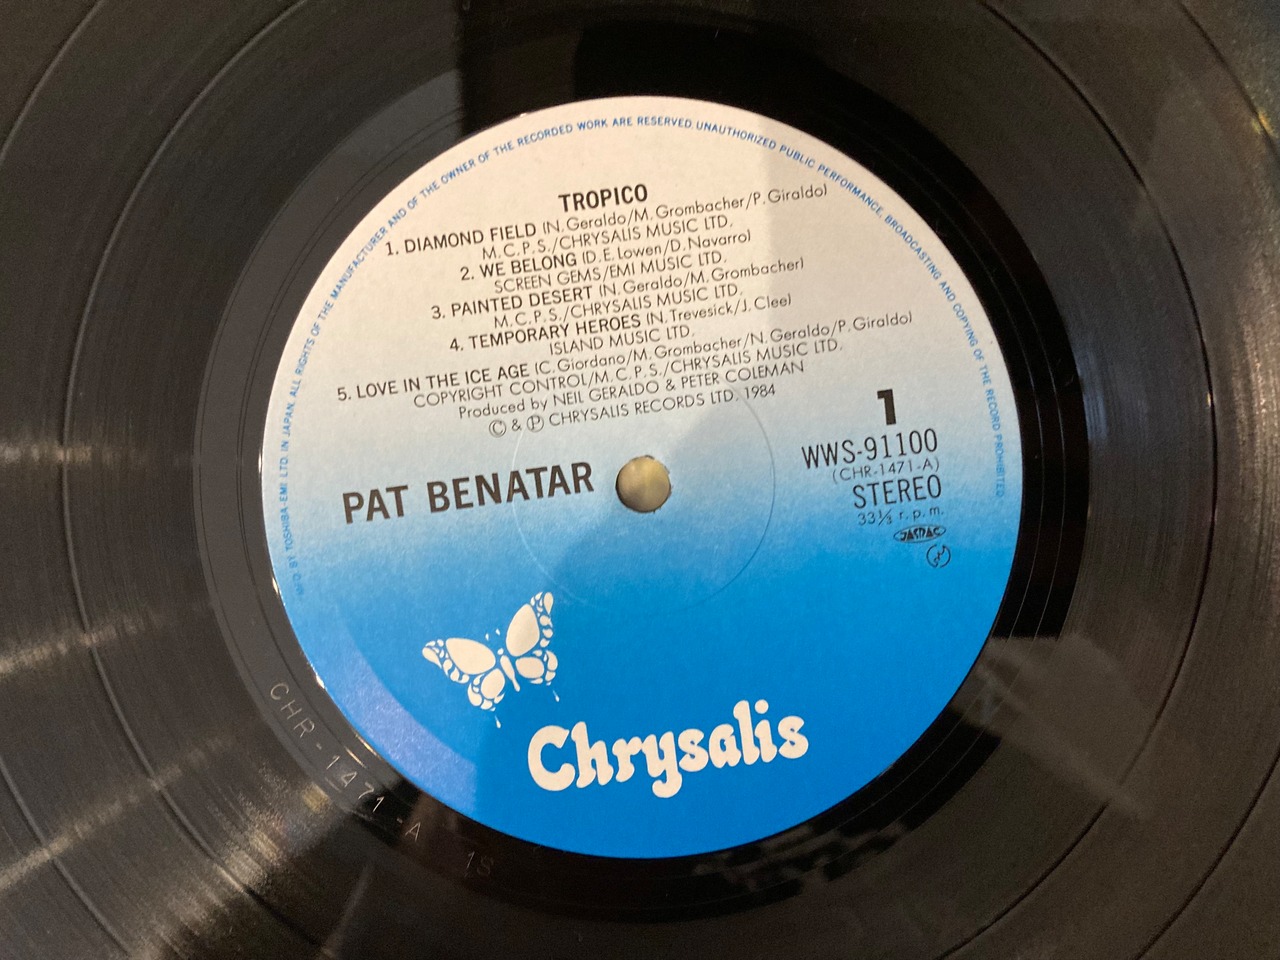 MFD. BY TOSHIBA-EMI LTD. IN JAPAN. ALL RIGHTS OF THE MANUFACTURER AND OF THE OWNER OF THE RECORDED WORK ARE RESERVED. UNAUTHORIZED PUBLIC PERFORMANCE, BROADCASTING AND COPYING OF THE RECORD PROHIBITED.
TROPICO
1. DIAMOND FIELD (N. Geraldo/M. Grombacher/P. Giraldo)
M.C.P.S./CHRYSALIS MUSIC LTD.
2. WE BELONG (D.E. Lowen/D. Navarro)
SCREEN GEMS/EMI MUSIC LTD.
3. PAINTED DESERT (N. Geraldo/M. Grombacher)
M.C.P.S./CHRYSALIS MUSIC LTD.
4. TEMPORARY HEROES (N. Trevesick/J. Clee)
ISLAND MUSIC LTD.
5. LOVE IN THE ICE AGE (C. Giordano/M. Grombacher/N. Geraldo/P. Giraldo)
COPYRIGHT CONTROL/M.C.P.S./CHRYSALIS MUSIC LTD.
Produced by NEIL GERALDO & PETER COLEMAN
© & ℗ CHRYSALIS RECORDS LTD. 1984
PAT BENATAR
1
WWS-91100
(CHR-1471-A)
STEREO
33⅓ r.p.m.
JASRAC
Chrysalis
CHR-1471-A 1S